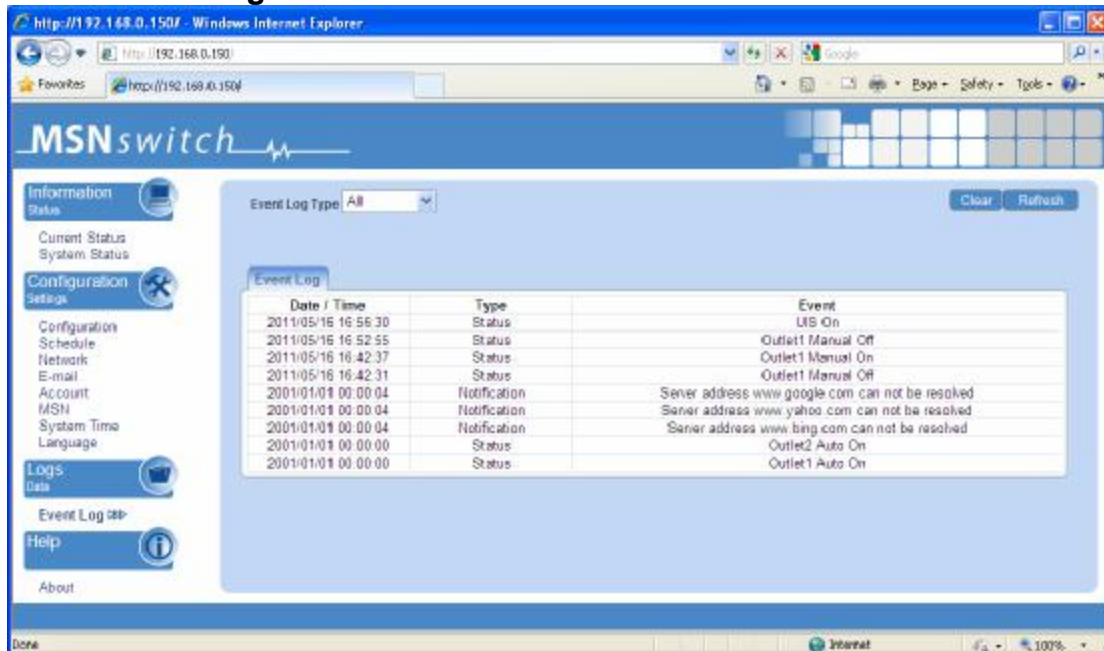 http://192.168.0.150/ - Windows Internet Explorer
http://192.168.0.150/
Google
Favorites http://192.168.0.150/ Page Safety Tools
MSNswitch
Information
Status
Current Status
System Status
Configuration
Settings
Configuration
Schedule
Network
E-mail
Account
MSN
System Time
Language
Logs
Data
Event Log
Help
About
Event Log Type All Clear Refresh
Event Log
Date / Time Type Event
2011/05/16 16:56:30 Status UIS On
2011/05/16 16:52:55 Status Outlet1 Manual Off
2011/05/16 16:42:37 Status Outlet1 Manual On
2011/05/16 16:42:31 Status Outlet1 Manual Off
2001/01/01 00:00:04 Notification Server address www.google.com can not be resolved
2001/01/01 00:00:04 Notification Server address www.yahoo.com can not be resolved
2001/01/01 00:00:04 Notification Server address www.bing.com can not be resolved
2001/01/01 00:00:00 Status Outlet2 Auto On
2001/01/01 00:00:00 Status Outlet1 Auto On
Done Internet 100%